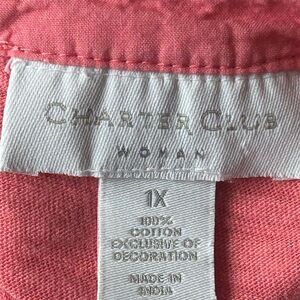 CHARTER CLUB
WOMAN
1X
100%
COTTON
EXCLUSIVE OF
DECORATION
MADE IN
INDIA